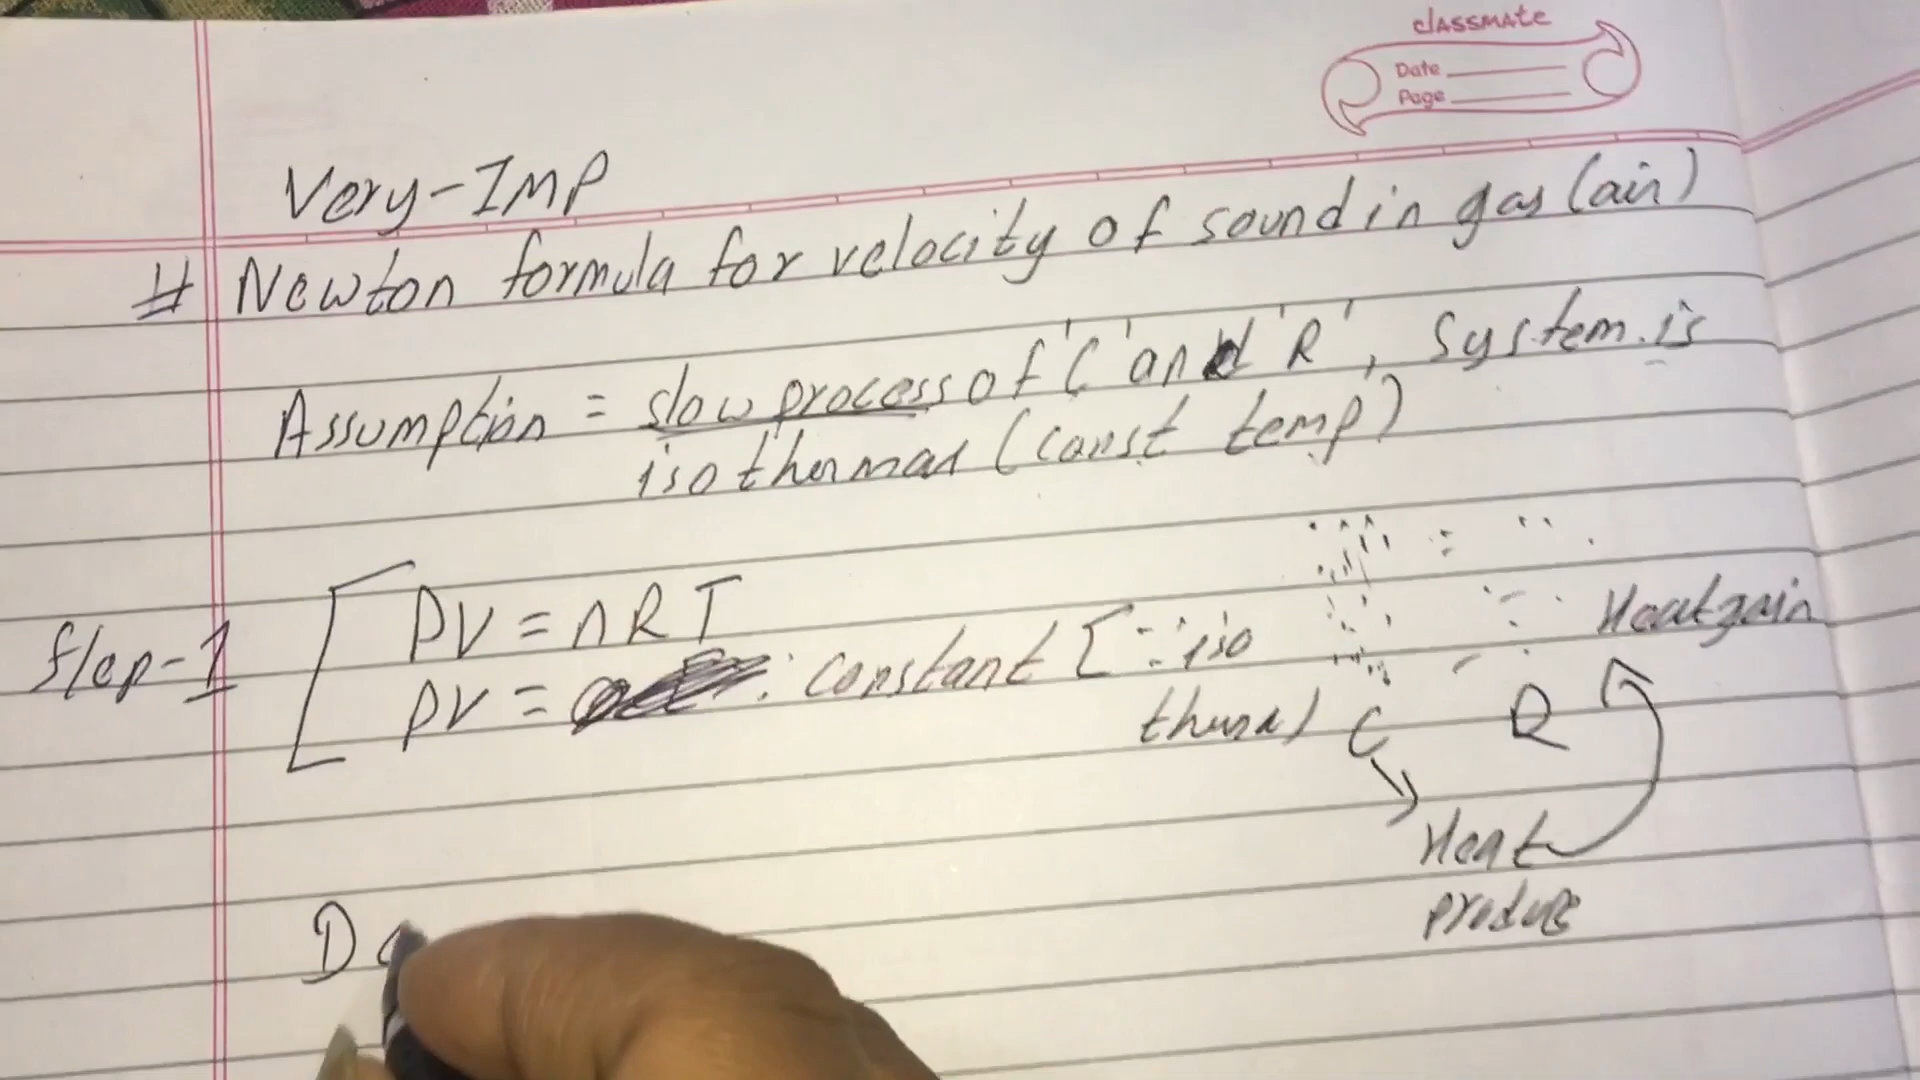 classmate
Date
Page
Very-IMP
# Newton formula for velocity of sound in gas (air)
Assumption = slow process of 'C' and 'R', system is
isothermal (const temp)
Step-1
PV = nRT
PV = : constant [∵ iso
thermal
Heat gain
C R
Heat
produce
D